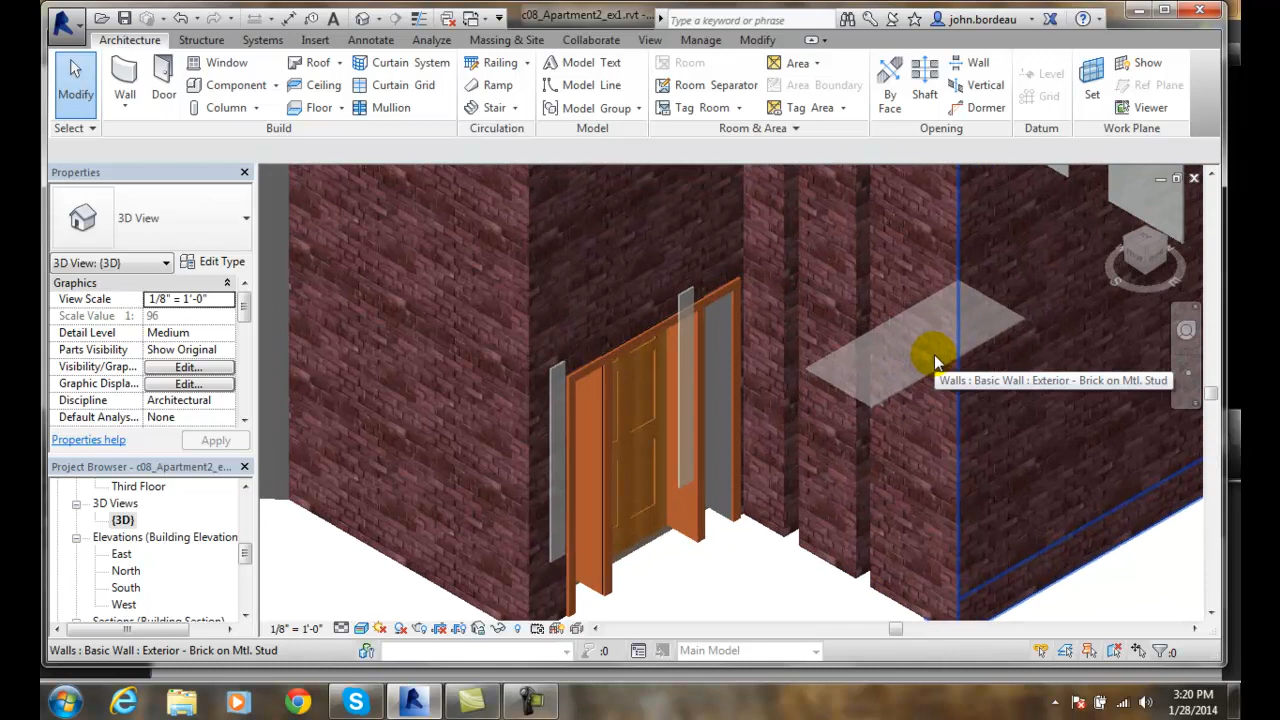 c08_Apartment2_ex1.rvt -...
Type a keyword or phrase
john.bordeau
Architecture Structure Systems Insert Annotate Analyze Massing & Site Collaborate View Manage Modify
Modify
Wall
Door
Window
Component
Column
Roof
Ceiling
Floor
Curtain System
Curtain Grid
Mullion
Railing
Ramp
Stair
Model Text
Model Line
Model Group
Room
Room Separator
Tag Room
Area
Area Boundary
Tag Area
By Face
Shaft
Wall
Vertical
Dormer
Level
Grid
Set
Show
Ref Plane
Viewer
Select Build Circulation Model Room & Area Opening Datum Work Plane
Properties
3D View
3D View: {3D} Edit Type
Graphics
View Scale 1/8" = 1'-0"
Scale Value 1: 96
Detail Level Medium
Parts Visibility Show Original
Visibility/Grap... Edit...
Graphic Displa... Edit...
Discipline Architectural
Default Analys... None
Properties help Apply
Project Browser - c08_Apartment2_e...
Third Floor
3D Views
{3D}
Elevations (Building Elevation
East
North
South
West
Sections (Building Section)
Walls : Basic Wall : Exterior - Brick on Mtl. Stud
1/8" = 1'-0"
Walls : Basic Wall : Exterior - Brick on Mtl. Stud :0 Main Model :0
3:20 PM
1/28/2014